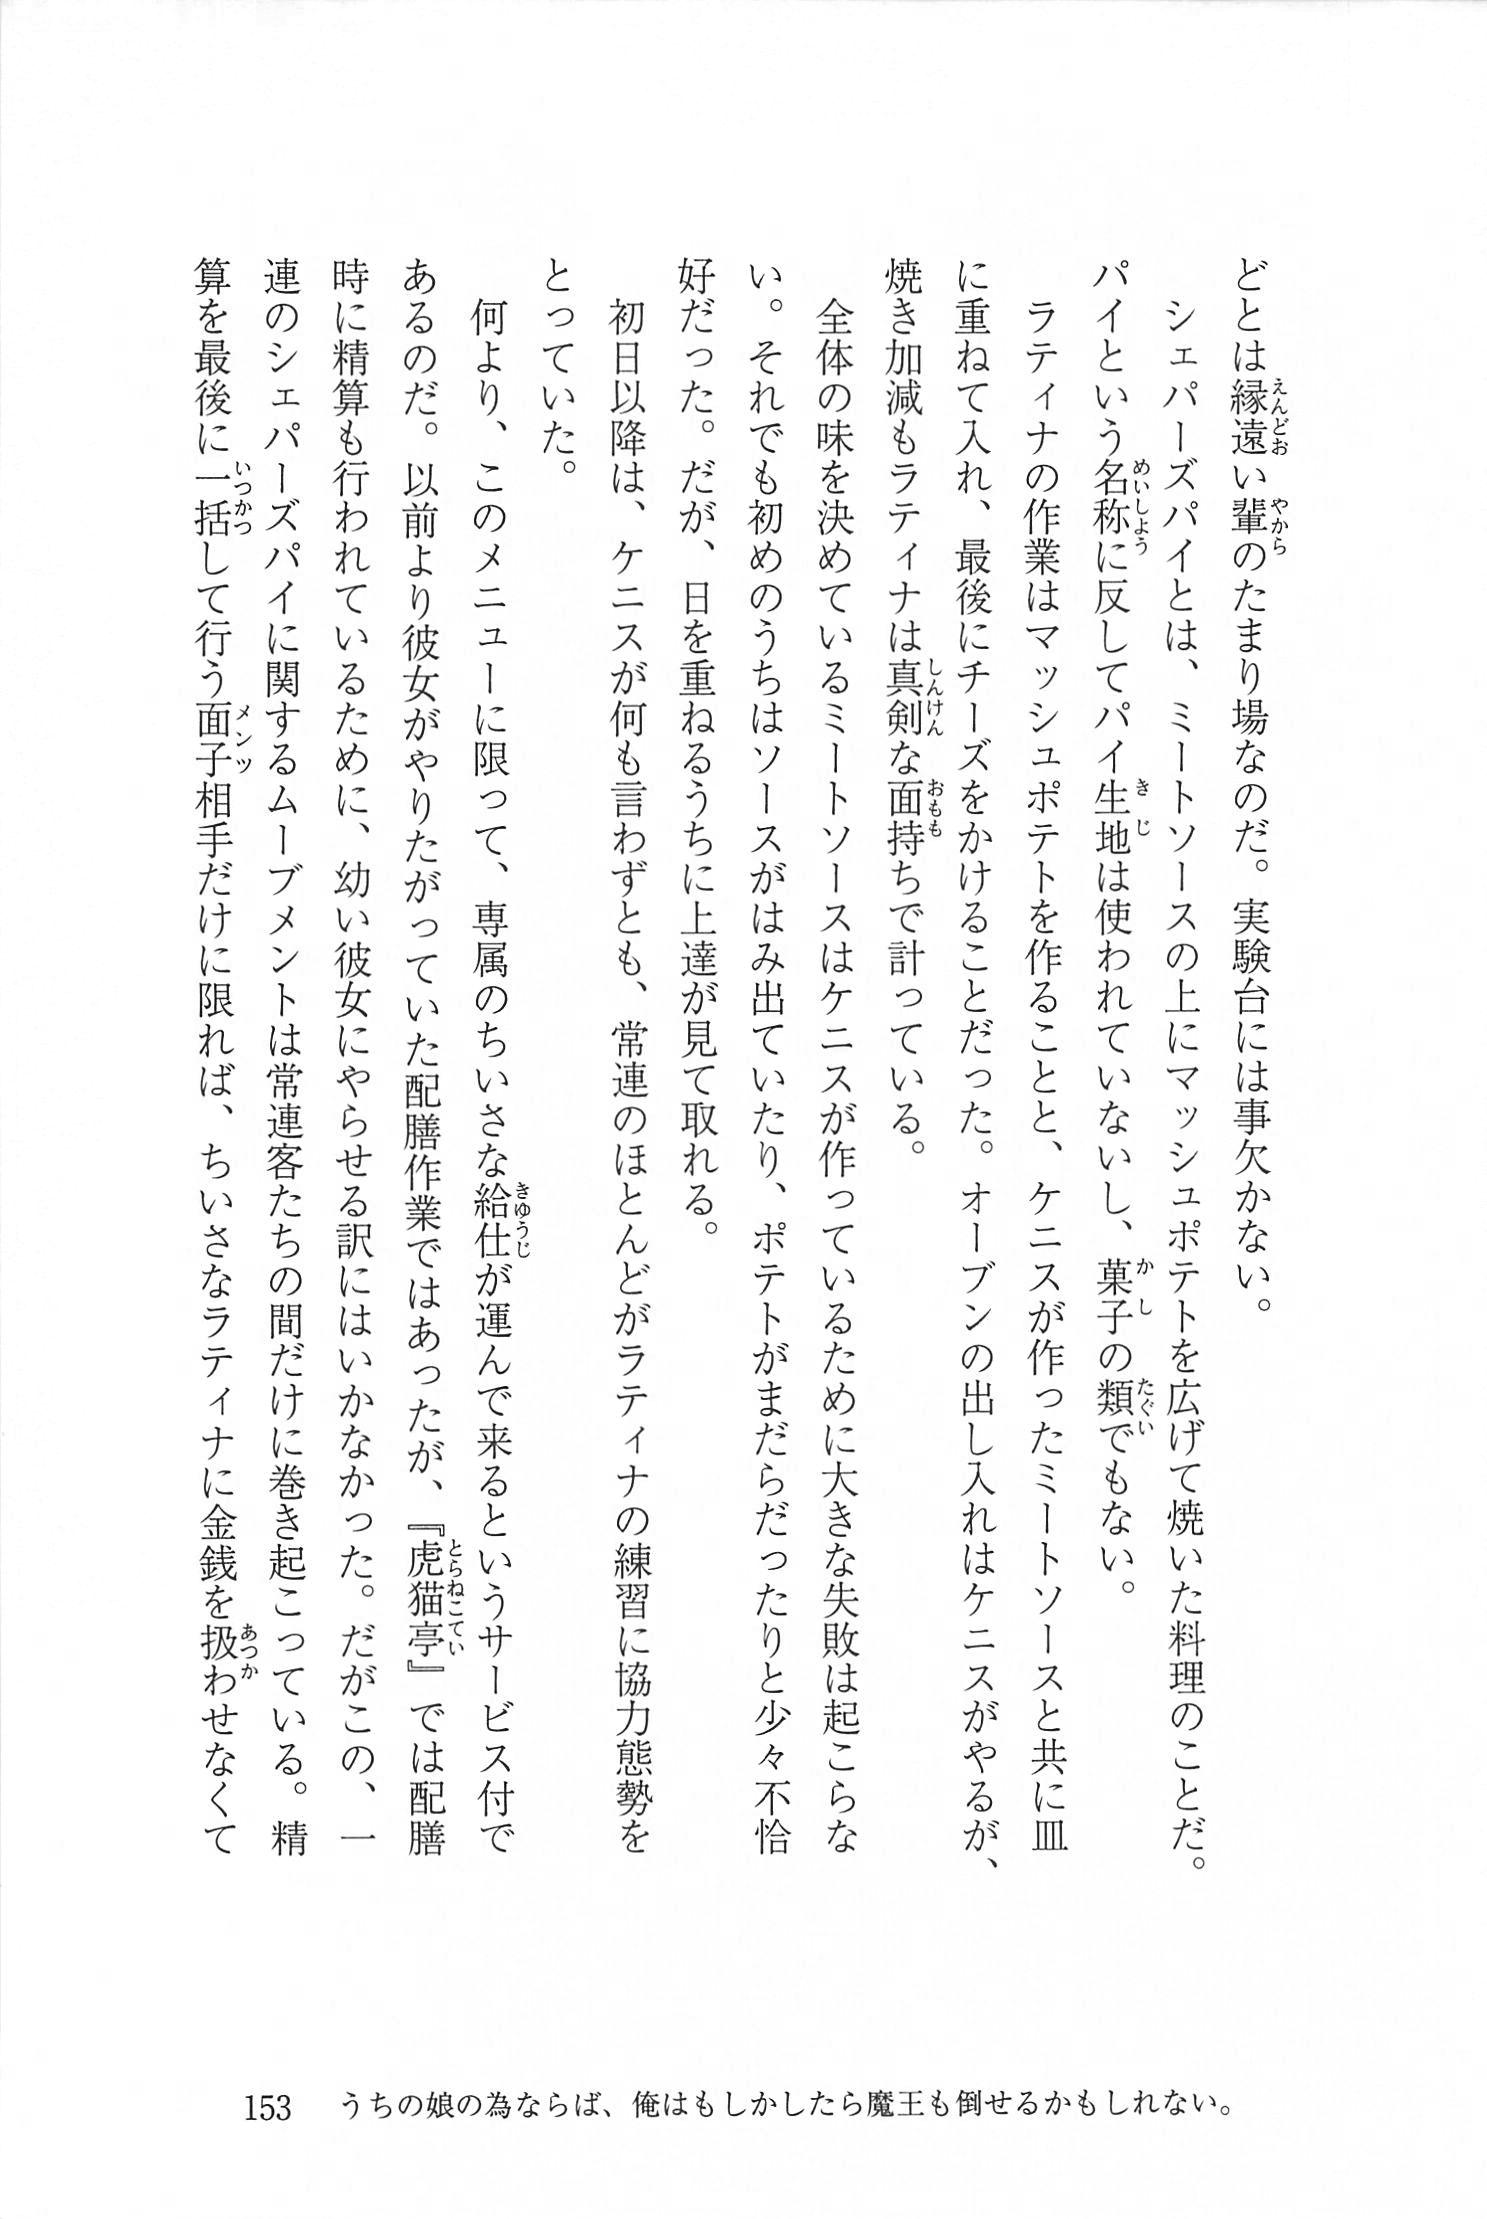 どとは縁遠い輩のたまり場なのだ。実験台には事欠かない。
　シェパーズパイとは、ミートソースの上にマッシュポテトを広げて焼いた料理のことだ。
パイという名称に反してパイ生地は使われていないし、菓子の類でもない。
　ラティナの作業はマッシュポテトを作ることと、ケニスが作ったミートソースと共に皿
に重ねて入れ、最後にチーズをかけることだった。オーブンの出し入れはケニスがやるが、
焼き加減もラティナは真剣な面持ちで計っている。
　全体の味を決めているミートソースはケニスが作っているために大きな失敗は起こらな
い。それでも初めのうちはソースがはみ出ていたり、ポテトがまだらだったりと少々不恰
好だった。だが、日を重ねるうちに上達が見て取れる。
　初日以降は、ケニスが何も言わずとも、常連のほとんどがラティナの練習に協力態勢を
とっていた。
　何より、このメニューに限って、専属のちいさな給仕が運んで来るというサービス付で
あるのだ。以前より彼女がやりたがっていた配膳作業ではあったが、『虎猫亭』では配膳
時に精算も行われているために、幼い彼女にやらせる訳にはいかなかった。だがこの、一
連のシェパーズパイに関するムーブメントは常連客たちの間だけに巻き起こっている。精
算を最後に一括して行う面子相手だけに限れば、ちいさなラティナに金銭を扱わせなくて
153　うちの娘の為ならば、俺はもしかしたら魔王も倒せるかもしれない。